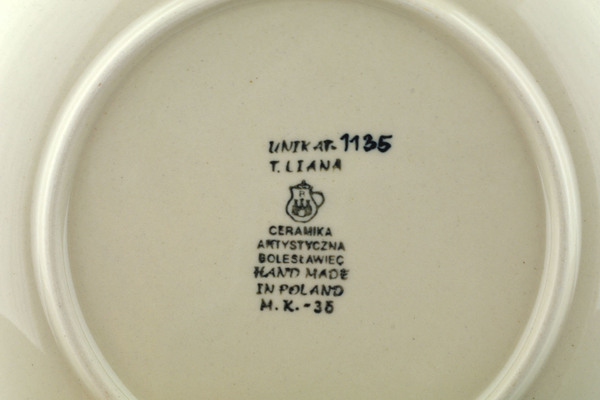 UNIKAT-1135
T. LIANA
CERAMIKA
ARTYSTYCZNA
BOLESŁAWIEC
HAND MADE
IN POLAND
M. K. -35